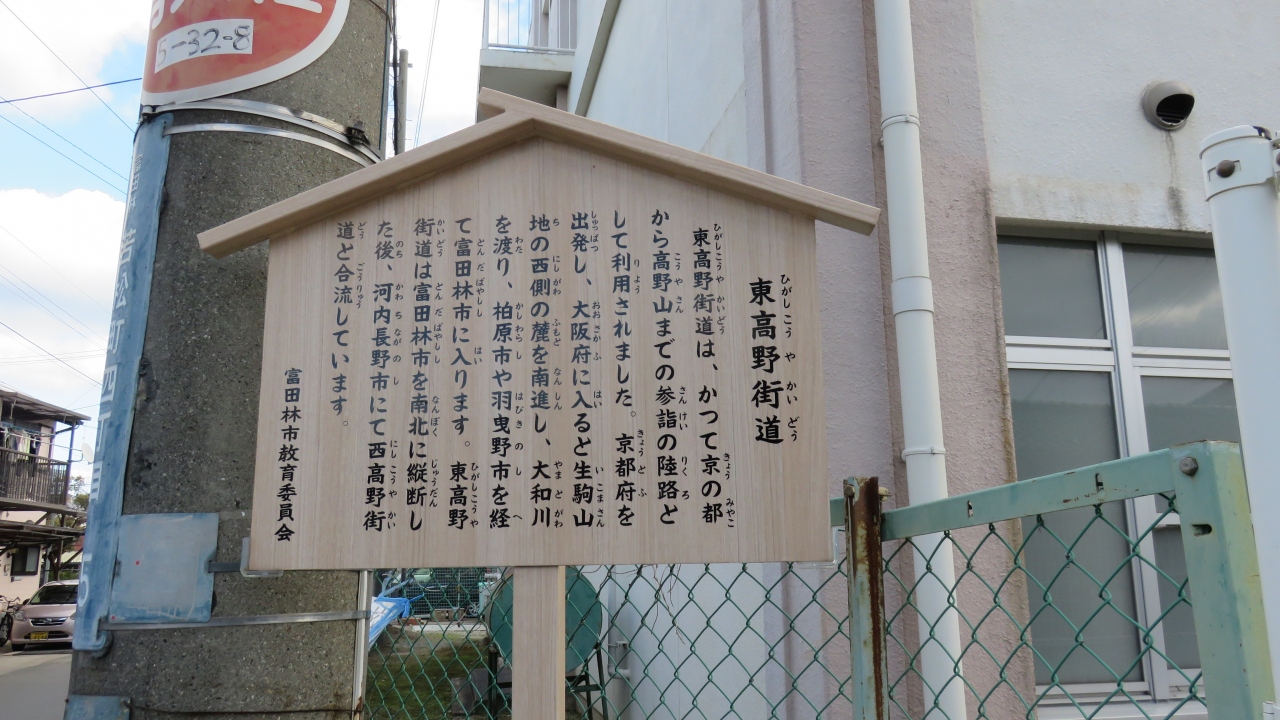 東高野街道
東高野街道は、かつて京の都
から高野山までの参詣の陸路と
して利用されました。京都府を
出発し、大阪府に入ると生駒山
地の西側の麓を南進し、大和川
を渡り、柏原市や羽曳野市を経
て富田林市に入ります。東高野
街道は富田林市を南北に縦断し
た後、河内長野市にて西高野街
道と合流しています。
富田林市教育委員会
5-32-8
若松町四丁目